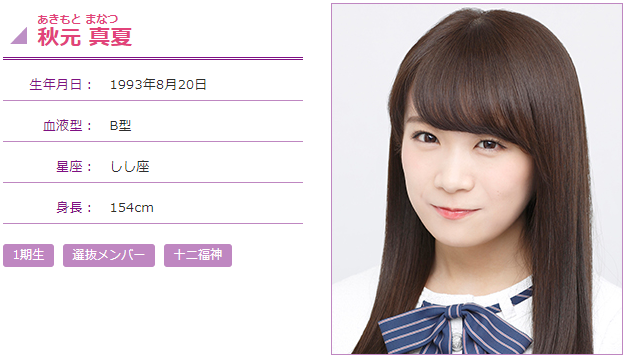 あきもと まなつ
秋元 真夏
生年月日： 1993年8月20日
血液型： B型
星座： しし座
身長： 154cm
1期生 選抜メンバー 十二福神